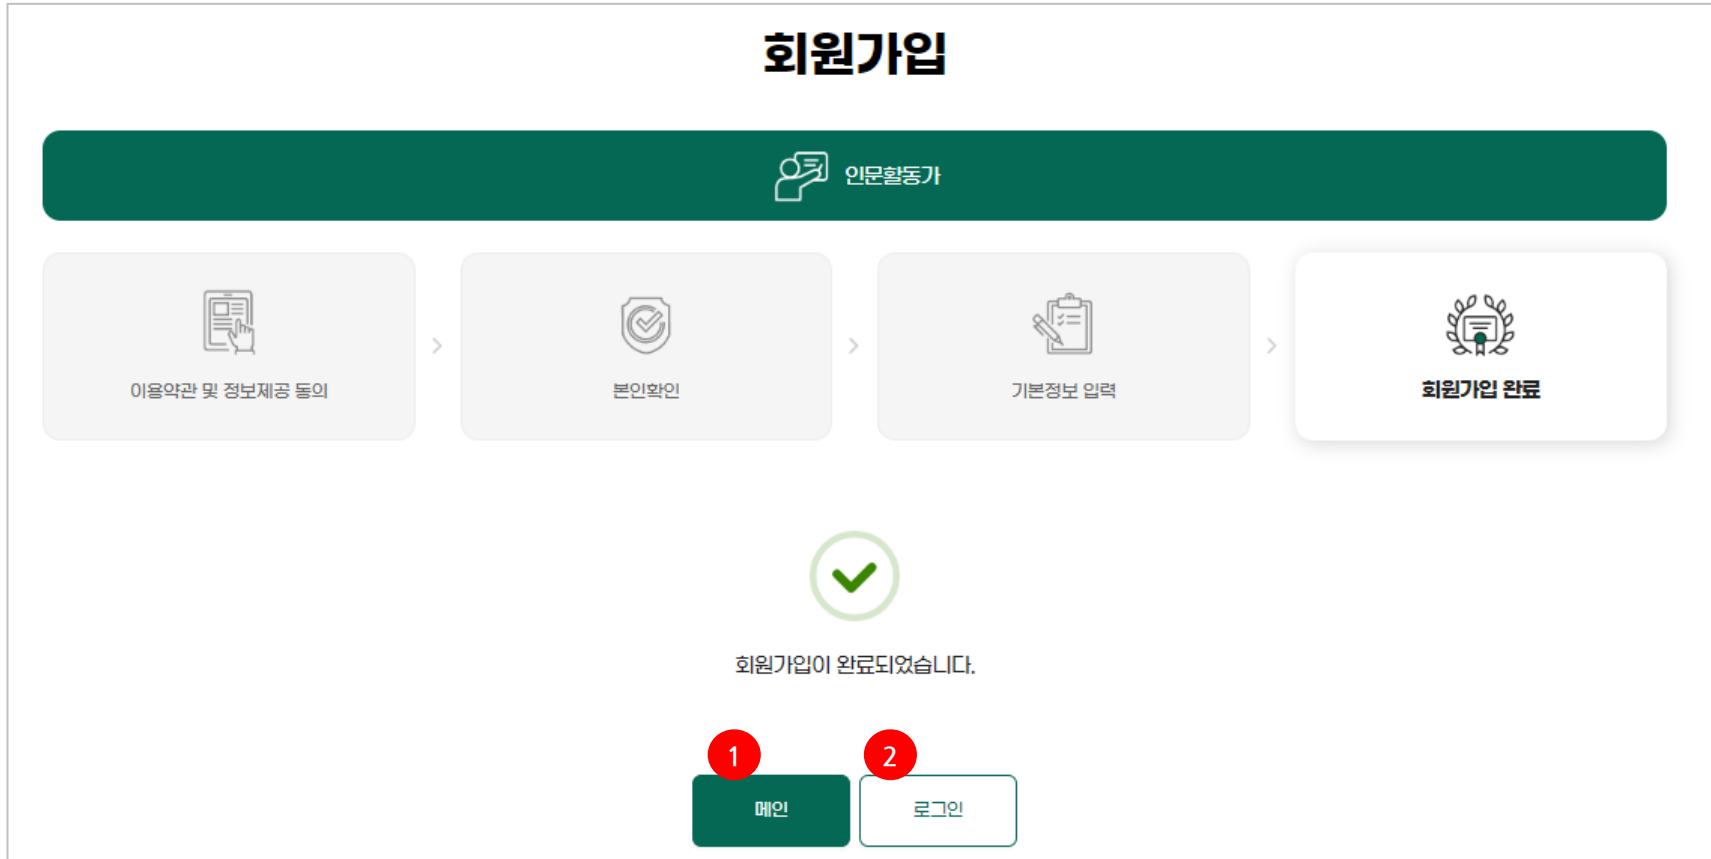 회원가입
인문활동가
이용약관 및 정보제공 동의
본인확인
기본정보 입력
회원가입 완료
회원가입이 완료되었습니다.
1
2
메인
로그인